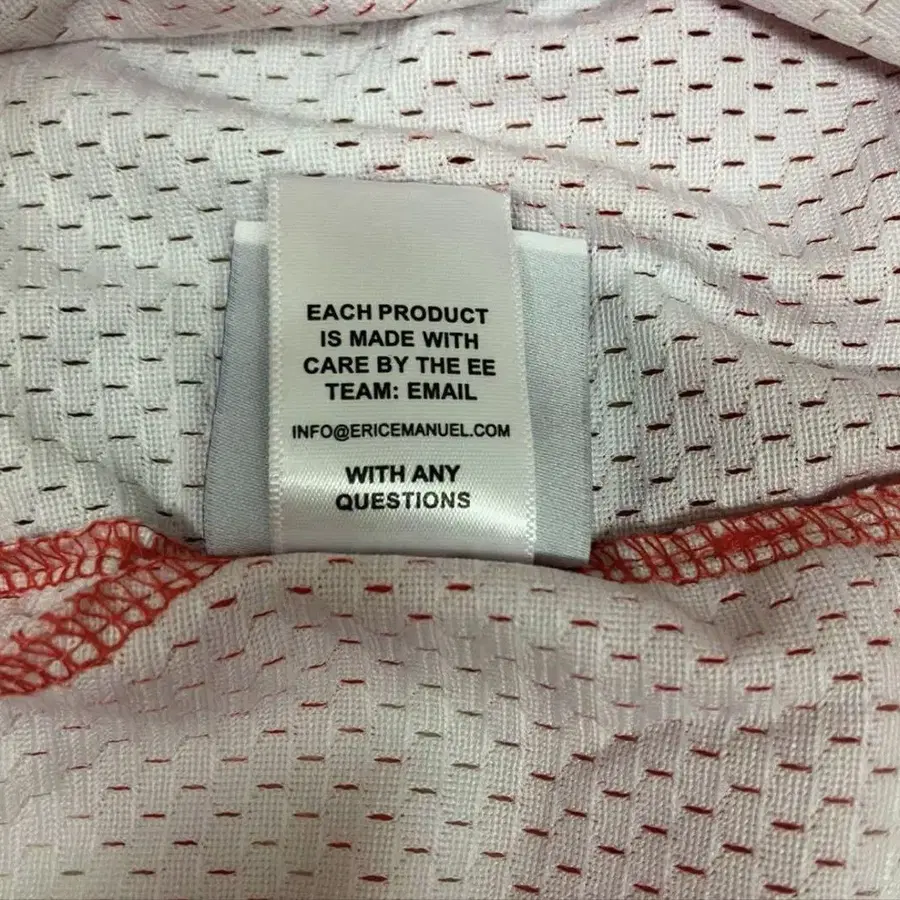 EACH PRODUCT
IS MADE WITH
CARE BY THE EE
TEAM: EMAIL
INFO@ERICEMANUEL.COM
WITH ANY
QUESTIONS